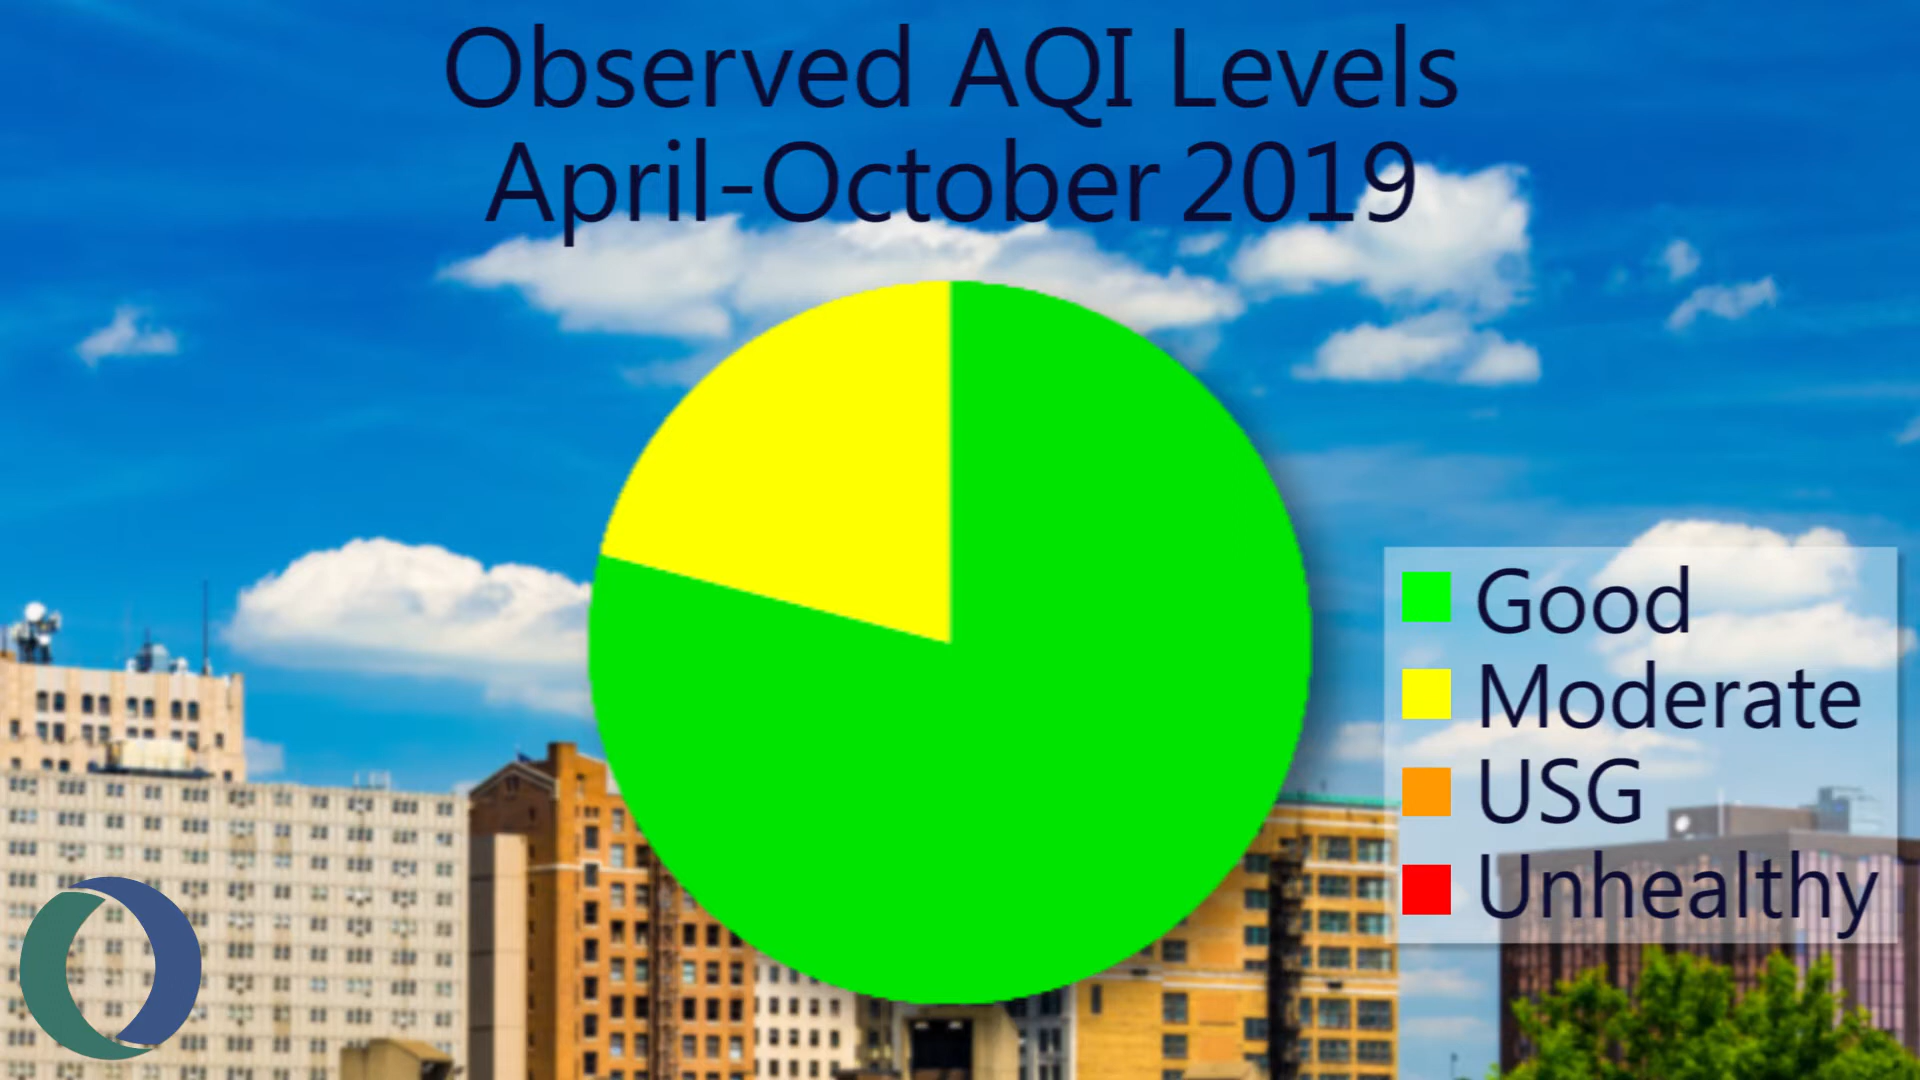 Observed AQI Levels
April-October 2019
Good
Moderate
USG
Unhealthy